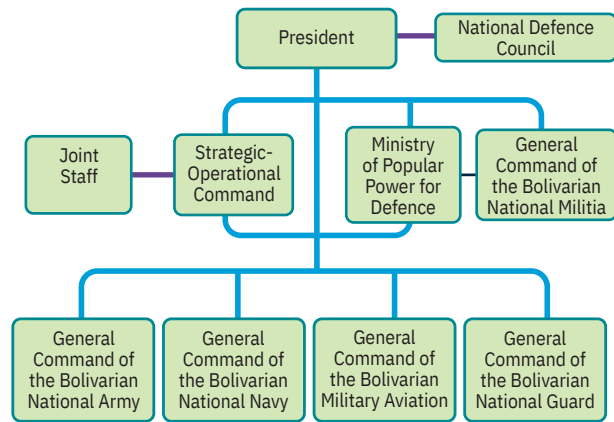 President
National Defence
Council
Joint
Staff
Strategic-
Operational
Command
Ministry
of Popular
Power for
Defence
General
Command of
the Bolivarian
National Militia
General
Command of
the Bolivarian
National Army
General
Command of
the Bolivarian
National Navy
General
Command of
the Bolivarian
Military Aviation
General
Command of
the Bolivarian
National Guard